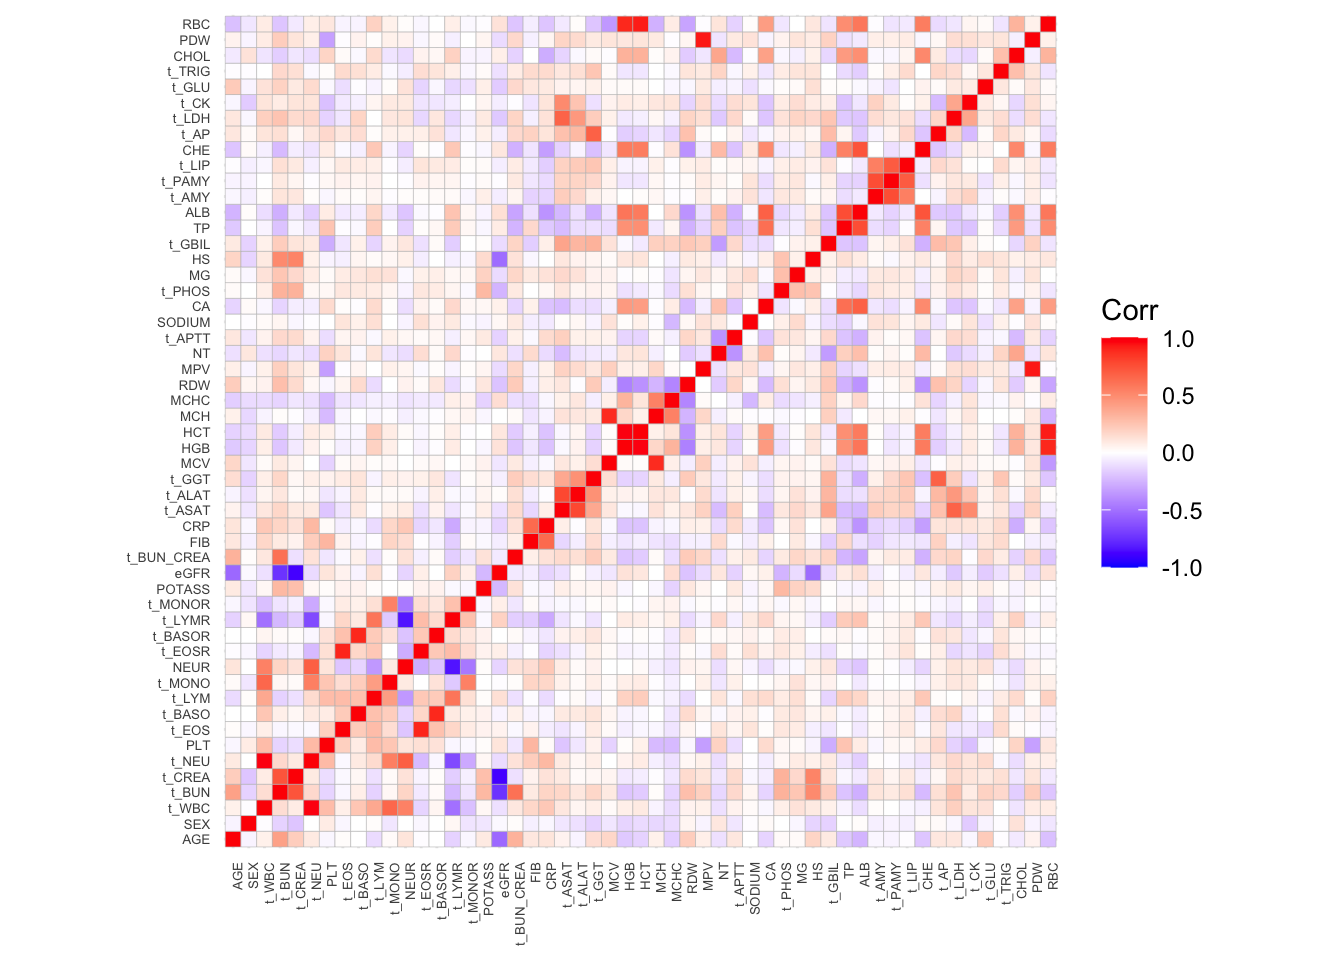 RBC
PDW
CHOL
t_TRIG
t_GLU
t_CK
t_LDH
t_AP
CHE
t_LIP
t_PAMY
t_AMY
ALB
TP
t_GBIL
HS
MG
t_PHOS
CA
SODIUM
t_APTT
NT
MPV
RDW
MCHC
MCH
HCT
HGB
MCV
t_GGT
t_ALAT
t_ASAT
CRP
FIB
t_BUN_CREA
eGFR
POTASS
t_MONOR
t_LYMR
t_BASOR
t_EOSR
NEUR
t_MONO
t_LYM
t_BASO
t_EOS
PLT
t_NEU
t_CREA
t_BUN
t_WBC
SEX
AGE
AGE
SEX
t_WBC
t_BUN
t_CREA
t_NEU
PLT
t_EOS
t_BASO
t_LYM
t_MONO
NEUR
t_EOSR
t_BASOR
t_LYMR
t_MONOR
POTASS
eGFR
t_BUN_CREA
FIB
CRP
t_ASAT
t_ALAT
t_GGT
MCV
HGB
HCT
MCH
MCHC
RDW
MPV
NT
t_APTT
SODIUM
CA
t_PHOS
MG
HS
t_GBIL
TP
ALB
t_AMY
t_PAMY
t_LIP
CHE
t_AP
t_LDH
t_CK
t_GLU
t_TRIG
CHOL
PDW
RBC
Corr
1.0
0.5
0.0
-0.5
-1.0